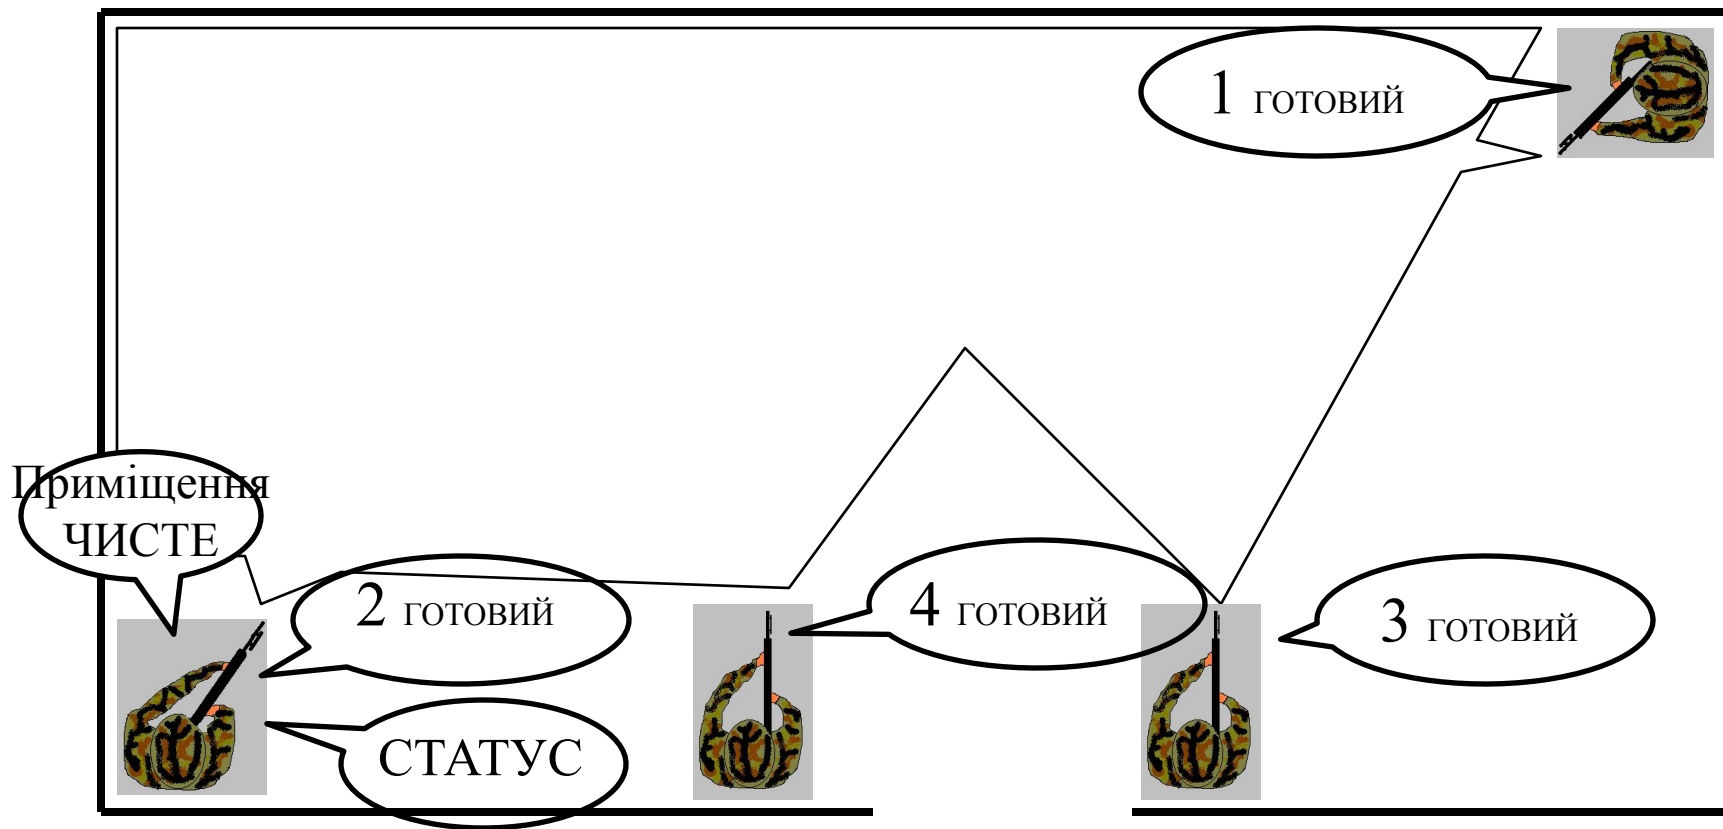 1 готовий
Приміщення
ЧИСТЕ
2 готовий
4 готовий
3 готовий
СТАТУС